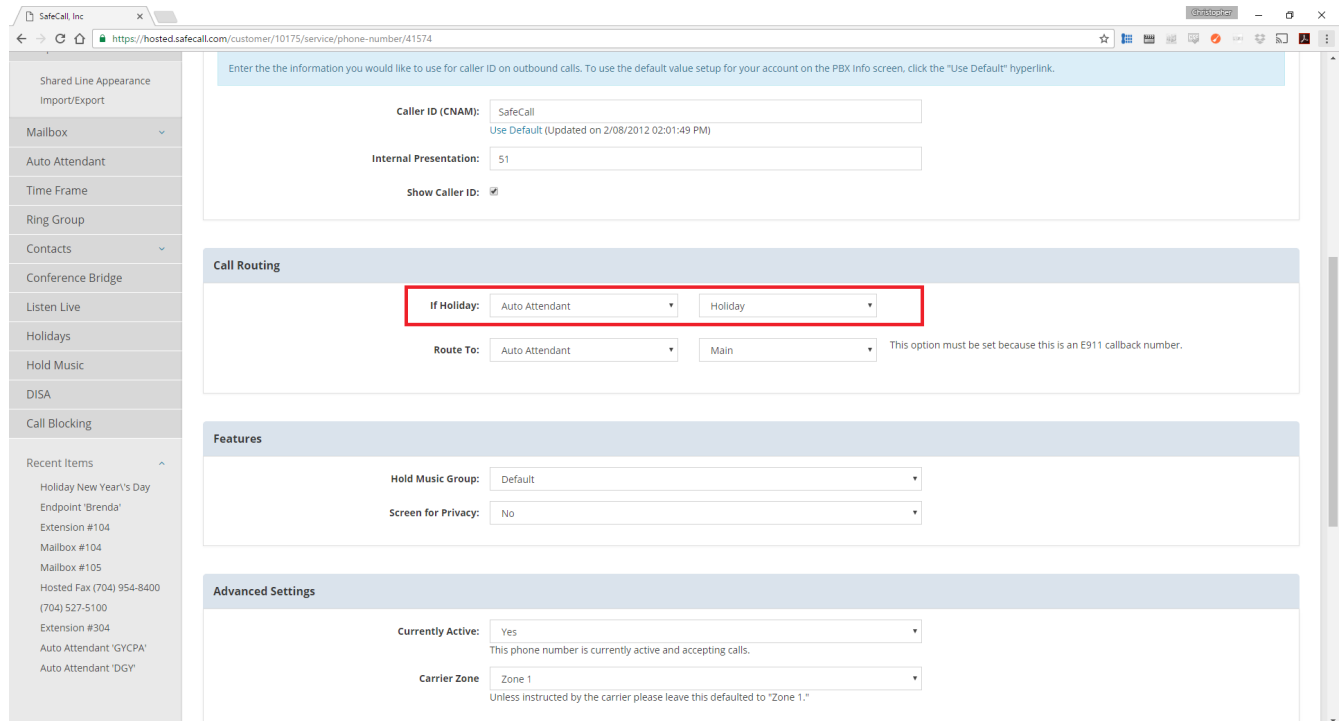 SafeCall, Inc
Christopher
https://hosted.safecall.com/customer/10175/service/phone-number/41574
Shared Line Appearance
Import/Export
Mailbox
Auto Attendant
Time Frame
Ring Group
Contacts
Conference Bridge
Listen Live
Holidays
Hold Music
DISA
Call Blocking
Recent Items
Holiday New Year\'s Day
Endpoint 'Brenda'
Extension #104
Mailbox #104
Mailbox #105
Hosted Fax (704) 954-8400
(704) 527-5100
Extension #304
Auto Attendant 'GYCPA'
Auto Attendant 'DGY'
Enter the the information you would like to use for caller ID on outbound calls. To use the default value setup for your account on the PBX Info screen, click the "Use Default" hyperlink.
Caller ID (CNAM): SafeCall
Use Default (Updated on 2/08/2012 02:01:49 PM)
Internal Presentation: 51
Show Caller ID:
Call Routing
If Holiday: Auto Attendant Holiday
Route To: Auto Attendant Main This option must be set because this is an E911 callback number.
Features
Hold Music Group: Default
Screen for Privacy: No
Advanced Settings
Currently Active: Yes
This phone number is currently active and accepting calls.
Carrier Zone Zone 1
Unless instructed by the carrier please leave this defaulted to "Zone 1."